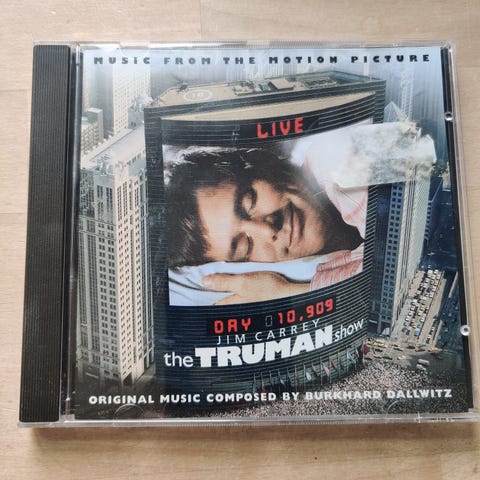 MUSiC FROM THE MOTION PICTURE
LIVE
DAY 10,909
JIM CARREY
the TRUMAN show
ORIGINAL MUSIC COMPOSED BY BURKHARD DALLWITZ